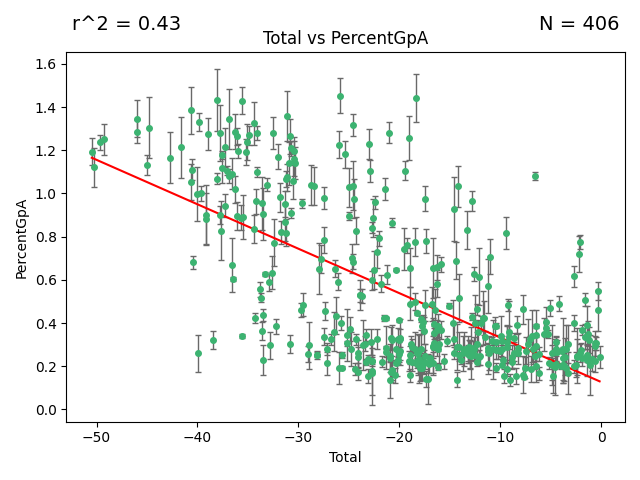 r^2 = 0.43 N = 406
Total vs PercentGpA
1.6
1.4
1.2
1.0
0.8
0.6
0.4
0.2
0.0
PercentGpA
−50 −40 −30 −20 −10 0
Total